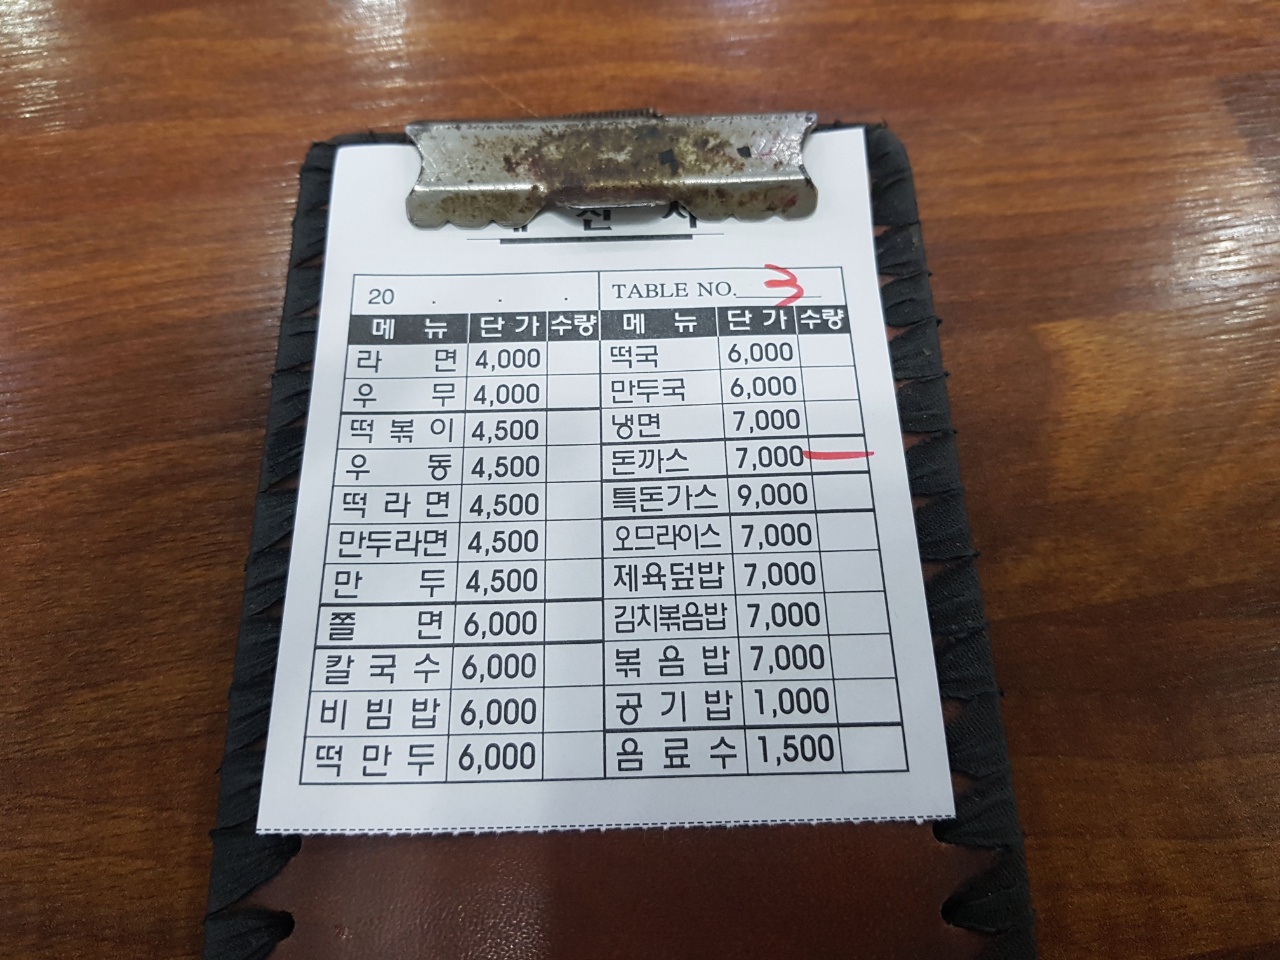 20 . . . TABLE NO. 3
메 뉴 단 가 수량 메 뉴 단 가 수량
라 면 4,000 떡국 6,000
우 무 4,000 만두국 6,000
떡 볶 이 4,500 냉면 7,000
우 동 4,500 돈까스 7,000
떡 라 면 4,500 특돈가스 9,000
만두라면 4,500 오므라이스 7,000
만 두 4,500 제육덮밥 7,000
쫄 면 6,000 김치볶음밥 7,000
칼 국 수 6,000 볶 음 밥 7,000
비 빔 밥 6,000 공 기 밥 1,000
떡 만 두 6,000 음 료 수 1,500